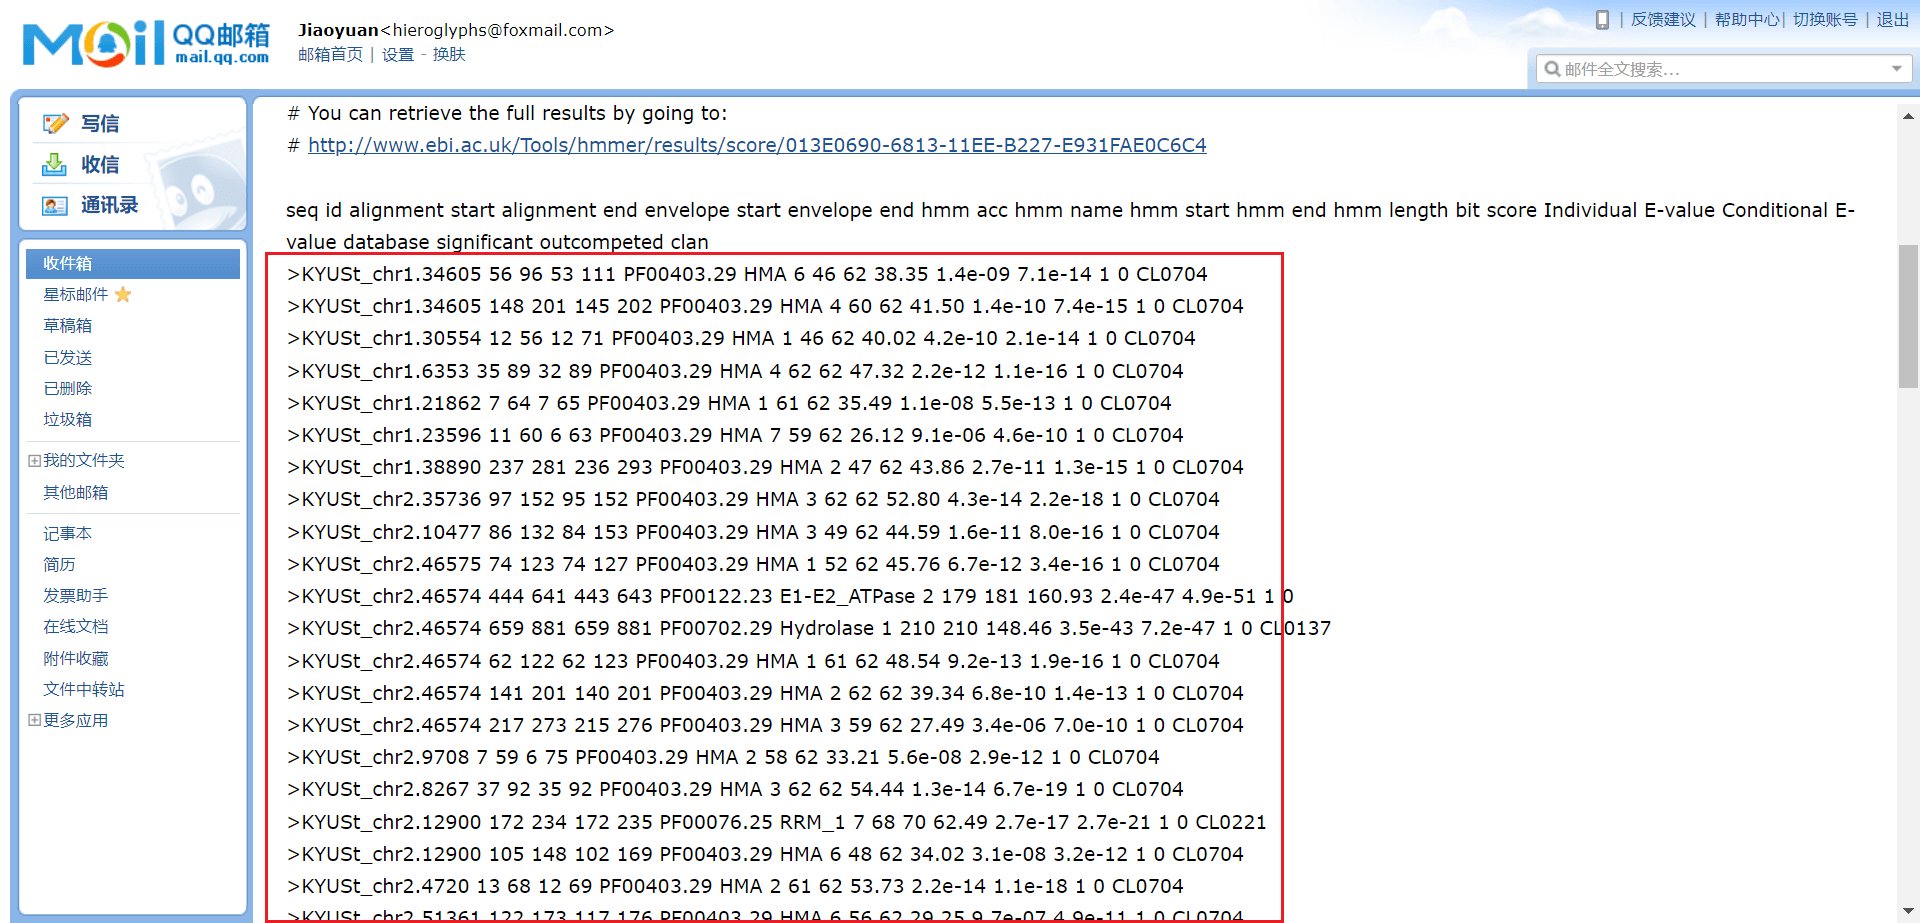 Mail QQ邮箱
mail.qq.com
Jiaoyuan<hieroglyphs@foxmail.com>
邮箱首页 | 设置 - 换肤
| 反馈建议 | 帮助中心 | 切换账号 | 退出
邮件全文搜索...
写信
收信
通讯录
收件箱
星标邮件
草稿箱
已发送
已删除
垃圾箱
我的文件夹
其他邮箱
记事本
简历
发票助手
在线文档
附件收藏
文件中转站
更多应用
# You can retrieve the full results by going to:
# http://www.ebi.ac.uk/Tools/hmmer/results/score/013E0690-6813-11EE-B227-E931FAE0C6C4
seq id alignment start alignment end envelope start envelope end hmm acc hmm name hmm start hmm end hmm length bit score Individual E-value Conditional E-
value database significant outcompeted clan
>KYUSt_chr1.34605 56 96 53 111 PF00403.29 HMA 6 46 62 38.35 1.4e-09 7.1e-14 1 0 CL0704
>KYUSt_chr1.34605 148 201 145 202 PF00403.29 HMA 4 60 62 41.50 1.4e-10 7.4e-15 1 0 CL0704
>KYUSt_chr1.30554 12 56 12 71 PF00403.29 HMA 1 46 62 40.02 4.2e-10 2.1e-14 1 0 CL0704
>KYUSt_chr1.6353 35 89 32 89 PF00403.29 HMA 4 62 62 47.32 2.2e-12 1.1e-16 1 0 CL0704
>KYUSt_chr1.21862 7 64 7 65 PF00403.29 HMA 1 61 62 35.49 1.1e-08 5.5e-13 1 0 CL0704
>KYUSt_chr1.23596 11 60 6 63 PF00403.29 HMA 7 59 62 26.12 9.1e-06 4.6e-10 1 0 CL0704
>KYUSt_chr1.38890 237 281 236 293 PF00403.29 HMA 2 47 62 43.86 2.7e-11 1.3e-15 1 0 CL0704
>KYUSt_chr2.35736 97 152 95 152 PF00403.29 HMA 3 62 62 52.80 4.3e-14 2.2e-18 1 0 CL0704
>KYUSt_chr2.10477 86 132 84 153 PF00403.29 HMA 3 49 62 44.59 1.6e-11 8.0e-16 1 0 CL0704
>KYUSt_chr2.46575 74 123 74 127 PF00403.29 HMA 1 52 62 45.76 6.7e-12 3.4e-16 1 0 CL0704
>KYUSt_chr2.46574 444 641 443 643 PF00122.23 E1-E2_ATPase 2 179 181 160.93 2.4e-47 4.9e-51 1 0
>KYUSt_chr2.46574 659 881 659 881 PF00702.29 Hydrolase 1 210 210 148.46 3.5e-43 7.2e-47 1 0 CL0137
>KYUSt_chr2.46574 62 122 62 123 PF00403.29 HMA 1 61 62 48.54 9.2e-13 1.9e-16 1 0 CL0704
>KYUSt_chr2.46574 141 201 140 201 PF00403.29 HMA 2 62 62 39.34 6.8e-10 1.4e-13 1 0 CL0704
>KYUSt_chr2.46574 217 273 215 276 PF00403.29 HMA 3 59 62 27.49 3.4e-06 7.0e-10 1 0 CL0704
>KYUSt_chr2.9708 7 59 6 75 PF00403.29 HMA 2 58 62 33.21 5.6e-08 2.9e-12 1 0 CL0704
>KYUSt_chr2.8267 37 92 35 92 PF00403.29 HMA 3 62 62 54.44 1.3e-14 6.7e-19 1 0 CL0704
>KYUSt_chr2.12900 172 234 172 235 PF00076.25 RRM_1 7 68 70 62.49 2.7e-17 2.7e-21 1 0 CL0221
>KYUSt_chr2.12900 105 148 102 169 PF00403.29 HMA 6 48 62 34.02 3.1e-08 3.2e-12 1 0 CL0704
>KYUSt_chr2.4720 13 68 12 69 PF00403.29 HMA 2 61 62 53.73 2.2e-14 1.1e-18 1 0 CL0704
>KYUSt_chr2.51361 122 173 117 176 PF00403.29 HMA 6 56 62 29.25 9.7e-07 4.9e-11 1 0 CL0704